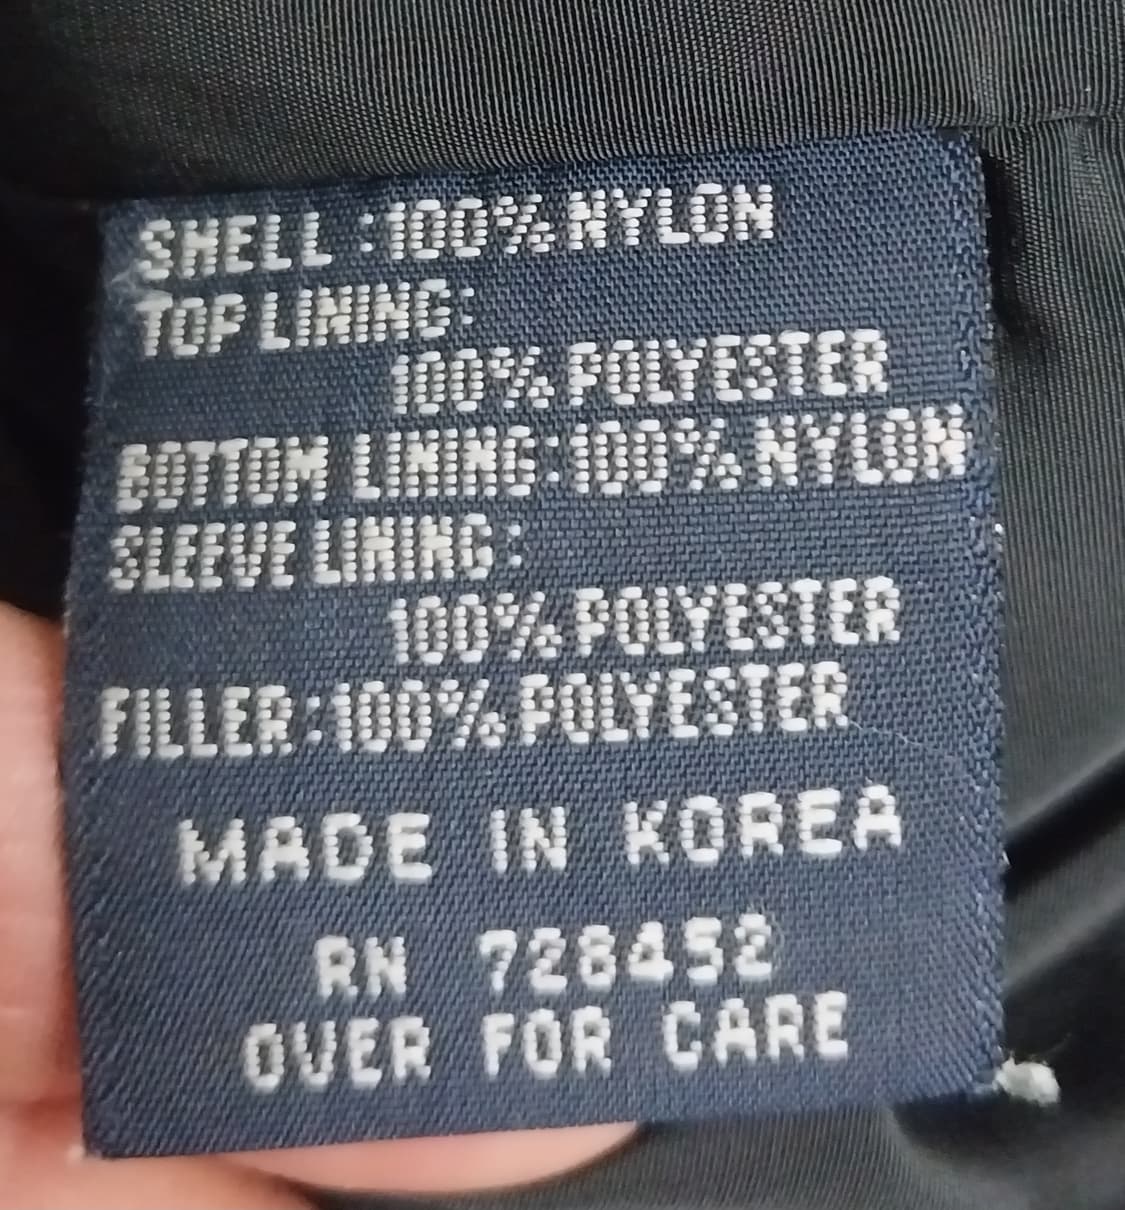 SHELL :100%NYLON
TOP LINING:
100%POLYESTER
BOTTOM LINING:100%NYLON
SLEEVE LINING:
100%POLYESTER
FILLER:100%POLYESTER
MADE IN KOREA
RN 728452
OVER FOR CARE